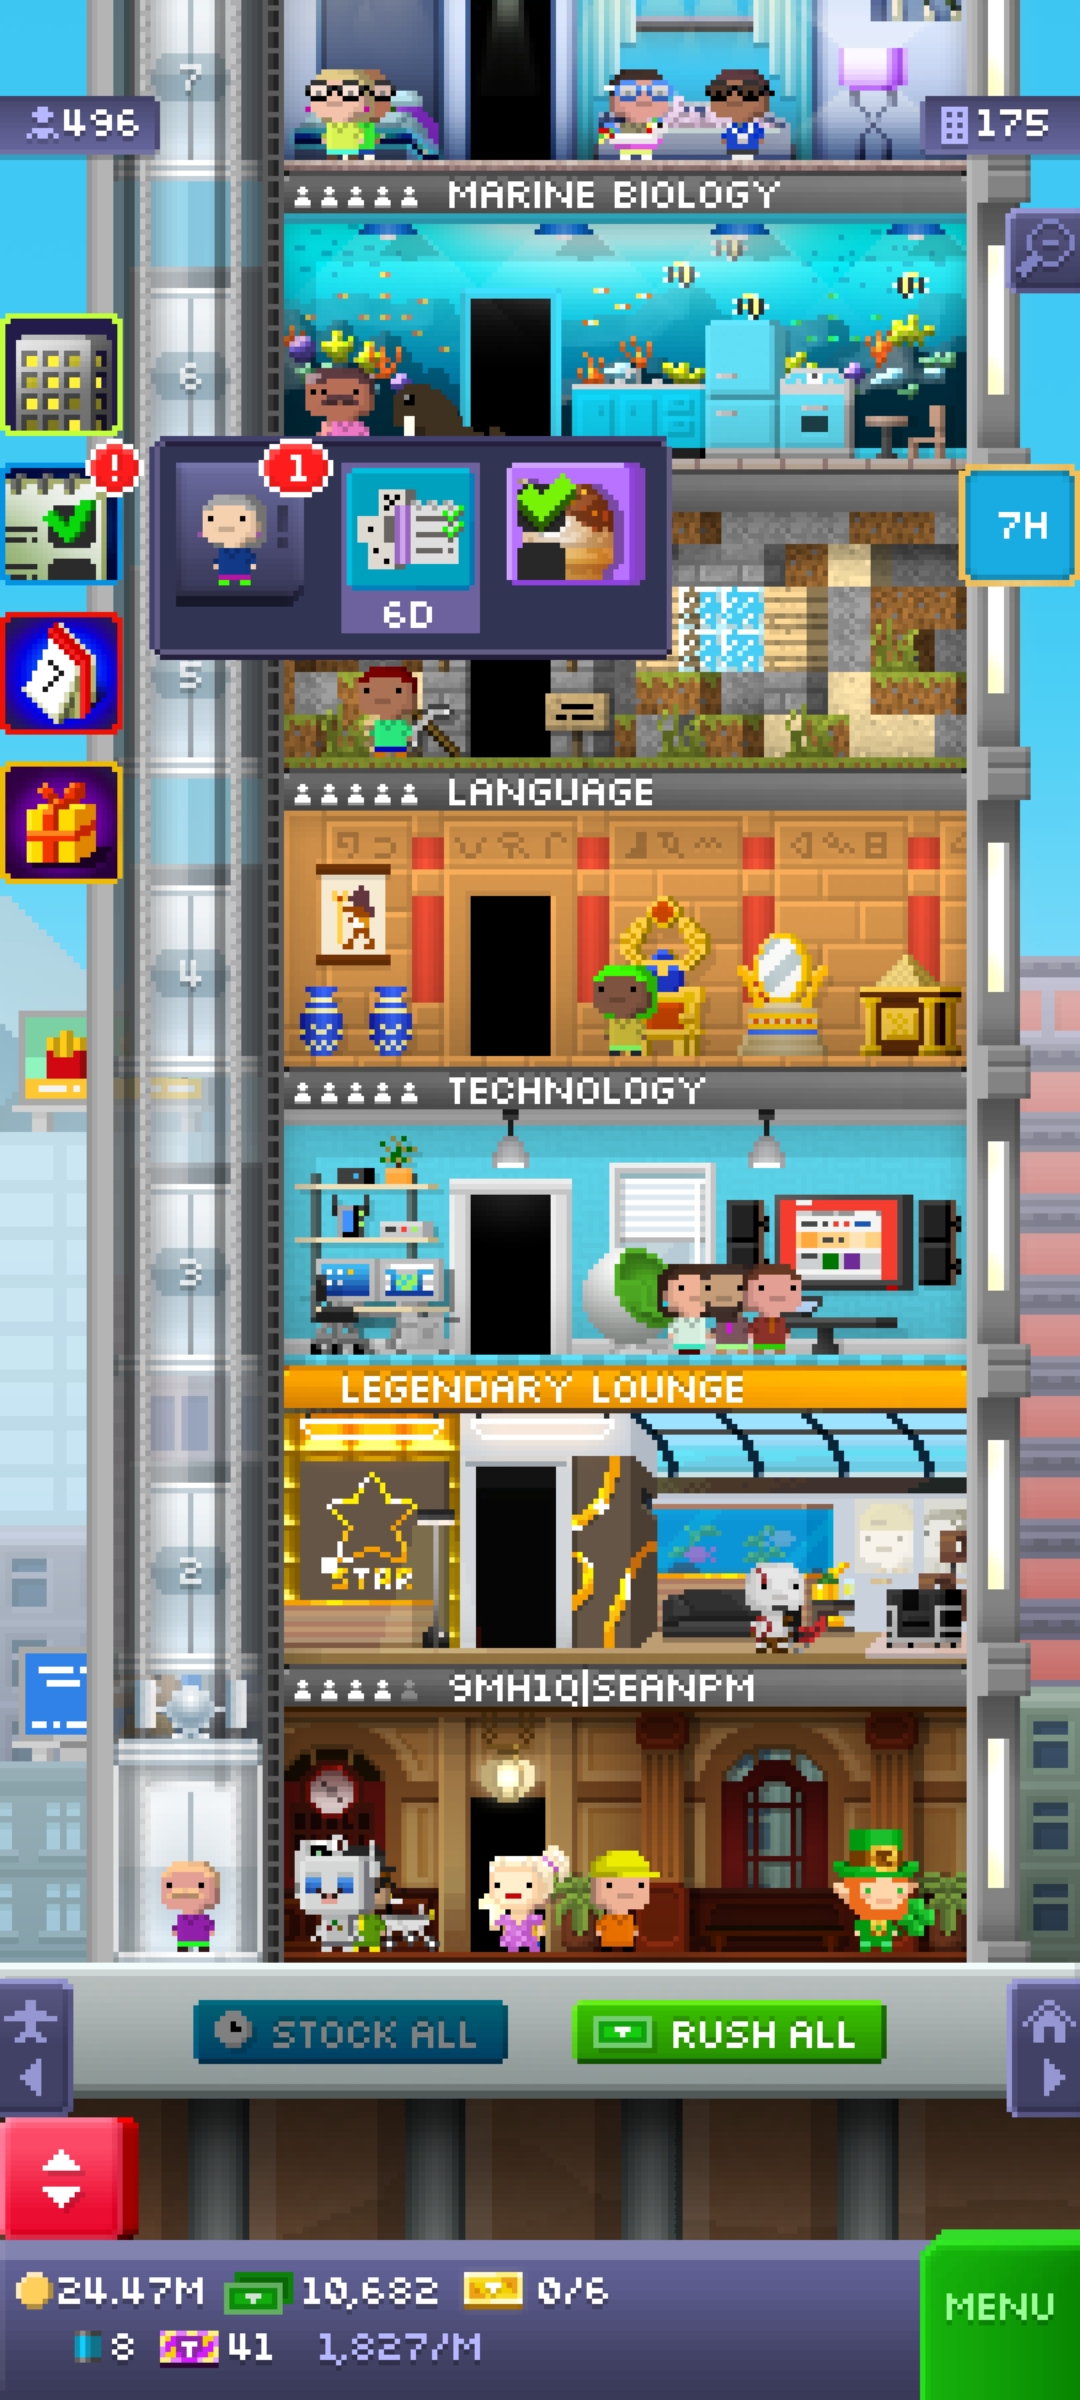 7
496
175
MARINE BIOLOGY
6
!
1
7H
6D
5
7
LANGUAGE
4
TECHNOLOGY
3
LEGENDARY LOUNGE
STAR
2
9MH1Q|SEANPM
STOCK ALL
RUSH ALL
24.47M 10,682 0/6
MENU
8 T 41 1,827/M